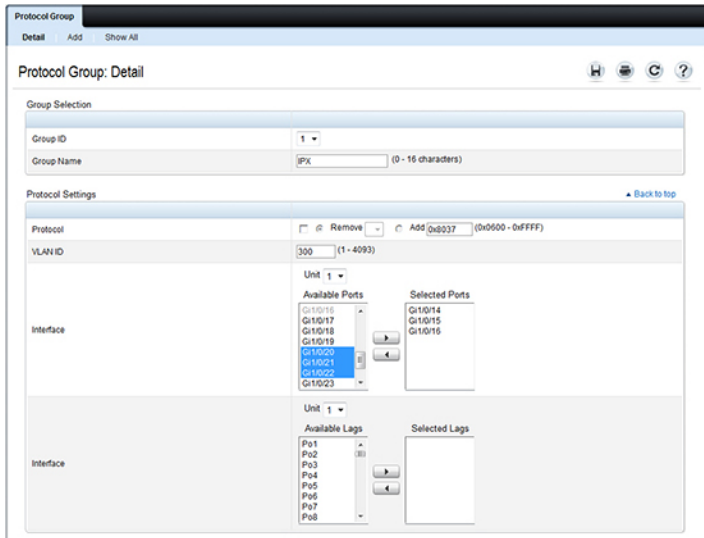 Protocol Group
Detail Add Show All
Protocol Group: Detail
Group Selection
Group ID 1
Group Name IPX (0 - 16 characters)
Protocol Settings Back to top
Protocol Remove Add 0x8037 (0x0600 - 0xFFFF)
VLAN ID 300 (1 - 4093)
Unit 1
Available Ports Selected Ports
Gi1/0/16 Gi1/0/14
Gi1/0/17 Gi1/0/15
Gi1/0/18 Gi1/0/16
Gi1/0/19
Interface
Gi1/0/20
Gi1/0/21
Gi1/0/22
Gi1/0/23
Unit 1
Available Lags Selected Lags
Po1
Po2
Po3
Interface Po4
Po5
Po6
Po7
Po8